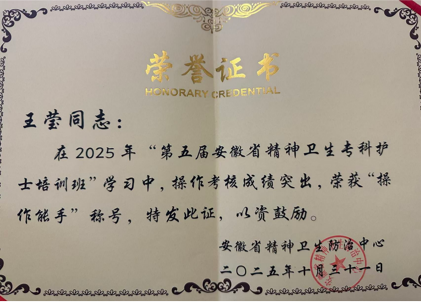 荣誉证书
HONORARY CREDENTIAL
王莹同志：
在2025年“第五届安徽省精神卫生专科护
士培训班”学习中，操作考核成绩突出，荣获“操
作能手”称号，特发此证，以资鼓励。
安徽省精神卫生防治中心
二〇二五年十月三十一日